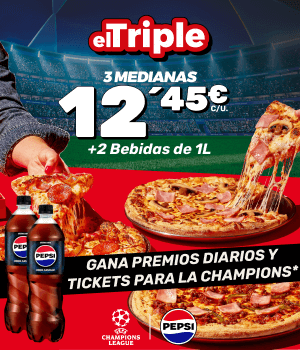 elTriple
3 MEDIANAS
12´45€
C/U.
+2 Bebidas de 1L
GANA PREMIOS DIARIOS Y
TICKETS PARA LA CHAMPIONS*
PEPSI
PEPSI
UEFA
CHAMPIONS
LEAGUE
PEPSI